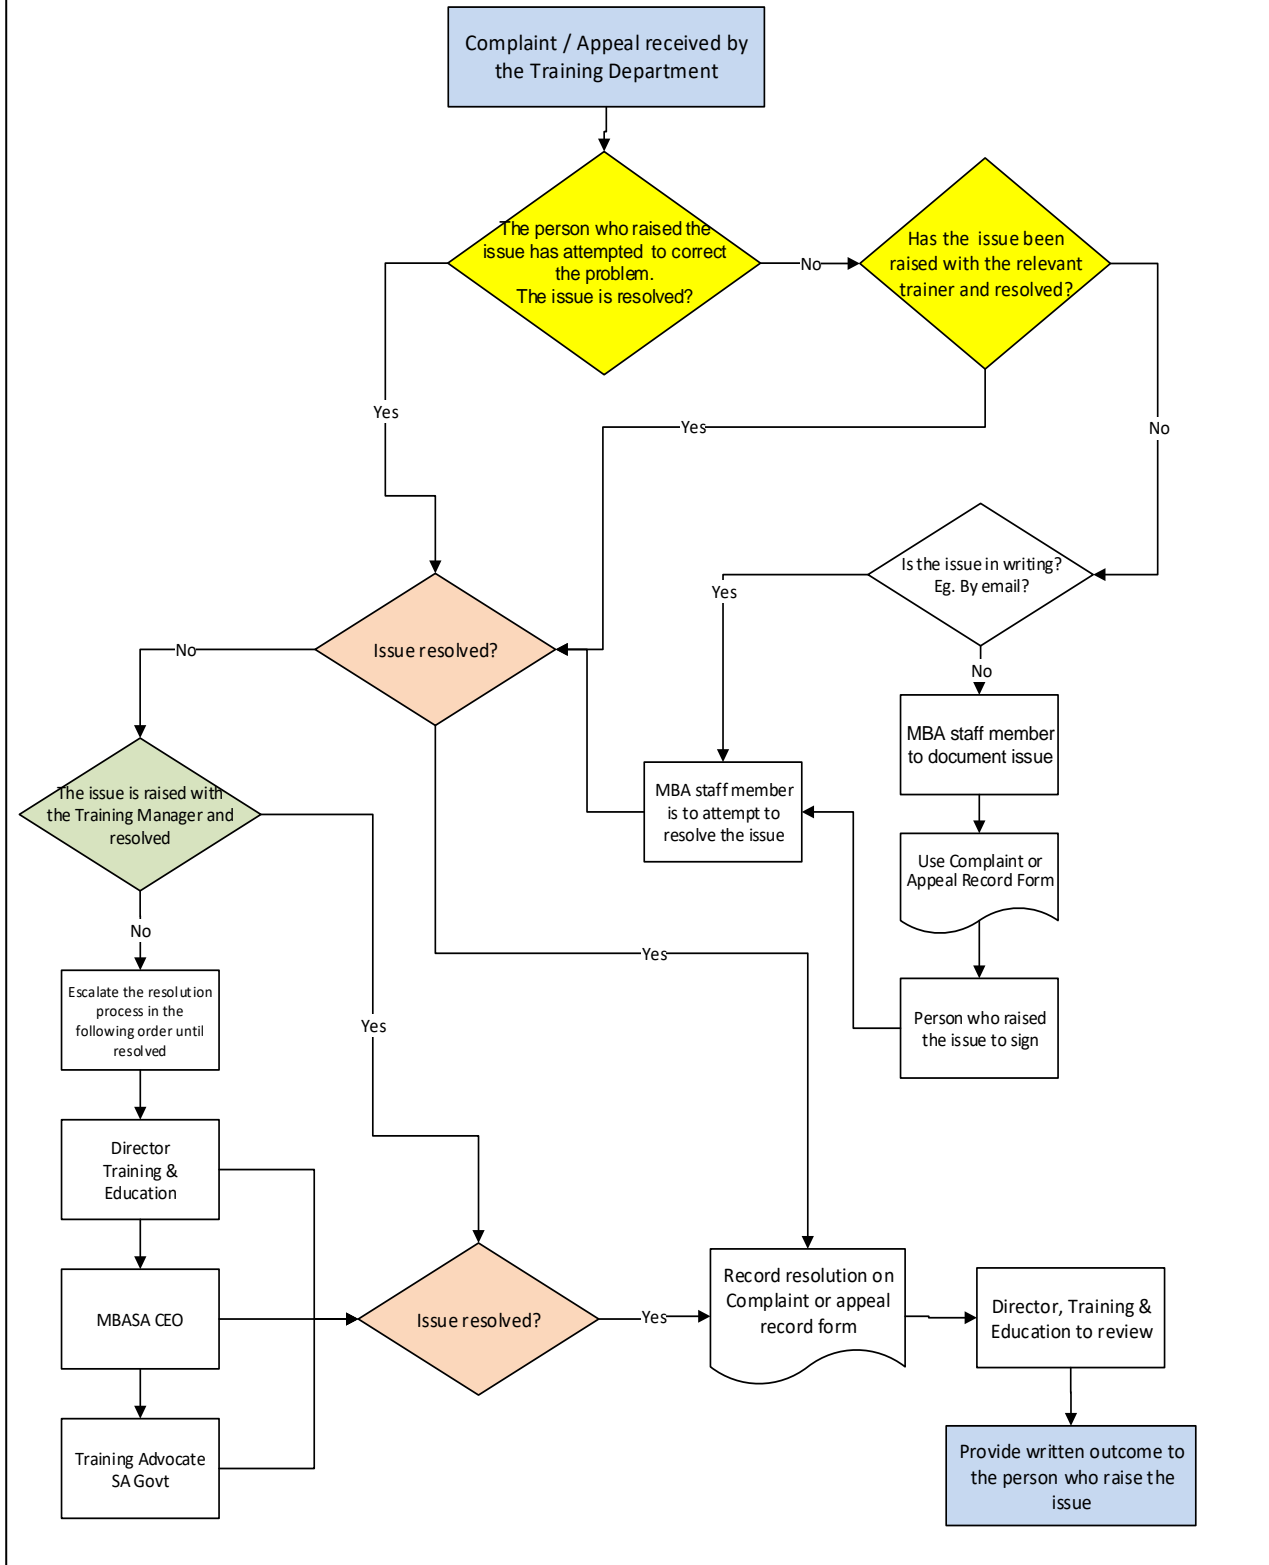 Complaint / Appeal received by
the Training Department
The person who raised the
issue has attempted to correct
the problem.
The issue is resolved?
No
Has the issue been
raised with the relevant
trainer and resolved?
Yes
Yes
No
Is the issue in writing?
Eg. By email?
Yes
No
Issue resolved?
No
MBA staff member
to document issue
The issue is raised with
the Training Manager and
resolved
MBA staff member
is to attempt to
resolve the issue
Use Complaint or
Appeal Record Form
No
Yes
Escalate the resolution
process in the
following order until
resolved
Person who raised
the issue to sign
Yes
Director
Training &
Education
MBASA CEO
Issue resolved?
Yes
Record resolution on
Complaint or appeal
record form
Director, Training &
Education to review
Training Advocate
SA Govt
Provide written outcome to
the person who raise the
issue